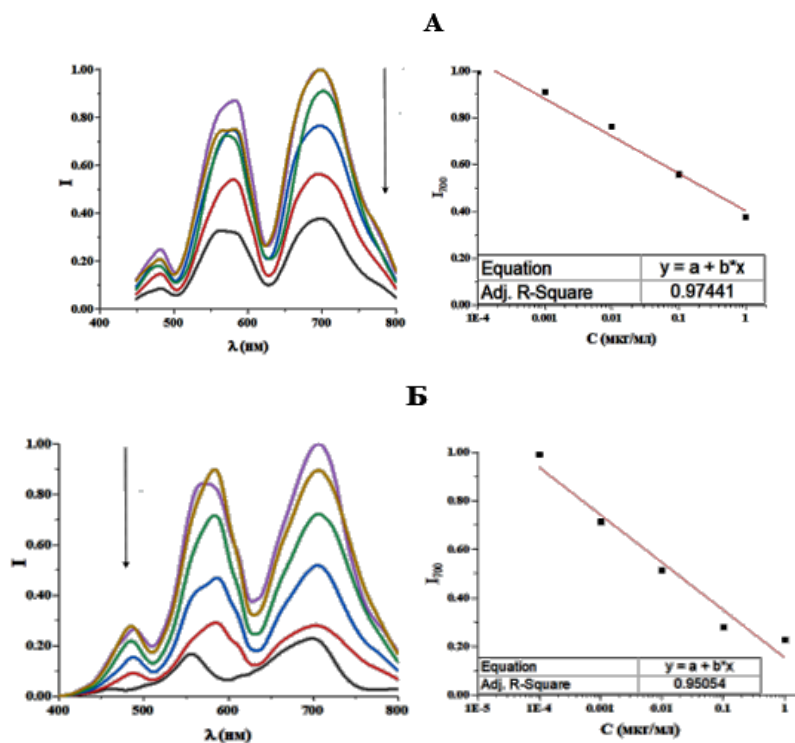 А
1.00
0.80
0.60
0.40
0.20
0.00
I
400 500 600 700 800
λ (нм)
1.00
0.80
0.60
0.40
0.20
0.00
I700
Equation y = a + b*x
Adj. R-Square 0.97441
1E-4 0.001 0.01 0.1 1
C (мкг/мл)
Б
1.00
0.80
0.60
0.40
0.20
0.00
I
400 500 600 700 800
λ (нм)
1.00
0.80
0.60
0.40
0.20
0.00
I700
Equation y = a + b*x
Adj. R-Square 0.95054
1E-5 1E-4 0.001 0.01 0.1 1
C (мкг/мл)